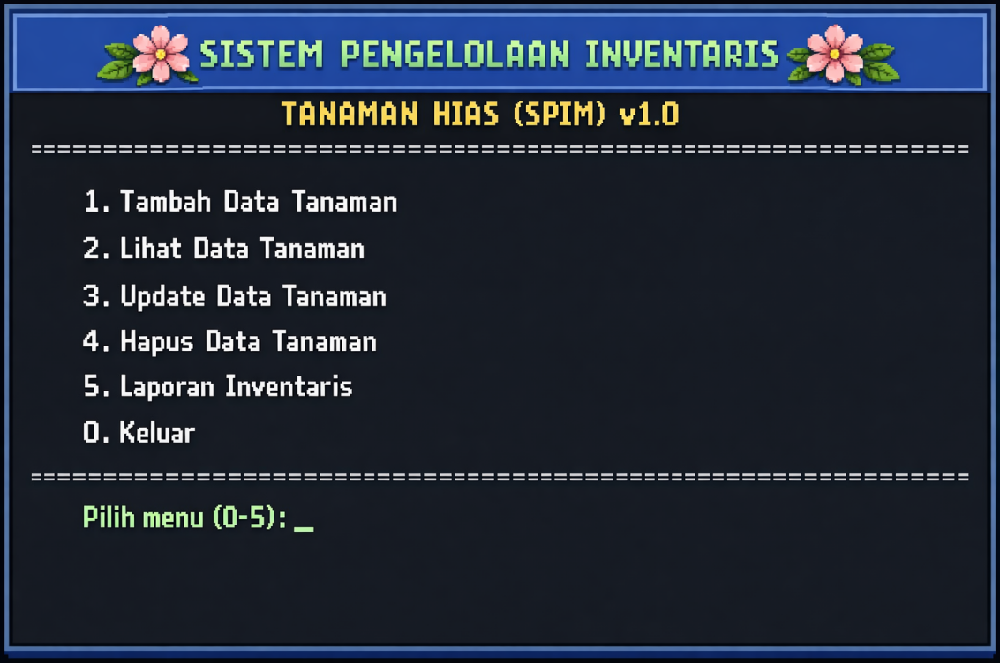 SISTEM PENGELOLAAN INVENTARIS
TANAMAN HIAS (SPIM) v1.0
========================================================================
1. Tambah Data Tanaman
2. Lihat Data Tanaman
3. Update Data Tanaman
4. Hapus Data Tanaman
5. Laporan Inventaris
0. Keluar
========================================================================
Pilih menu (0-5): _